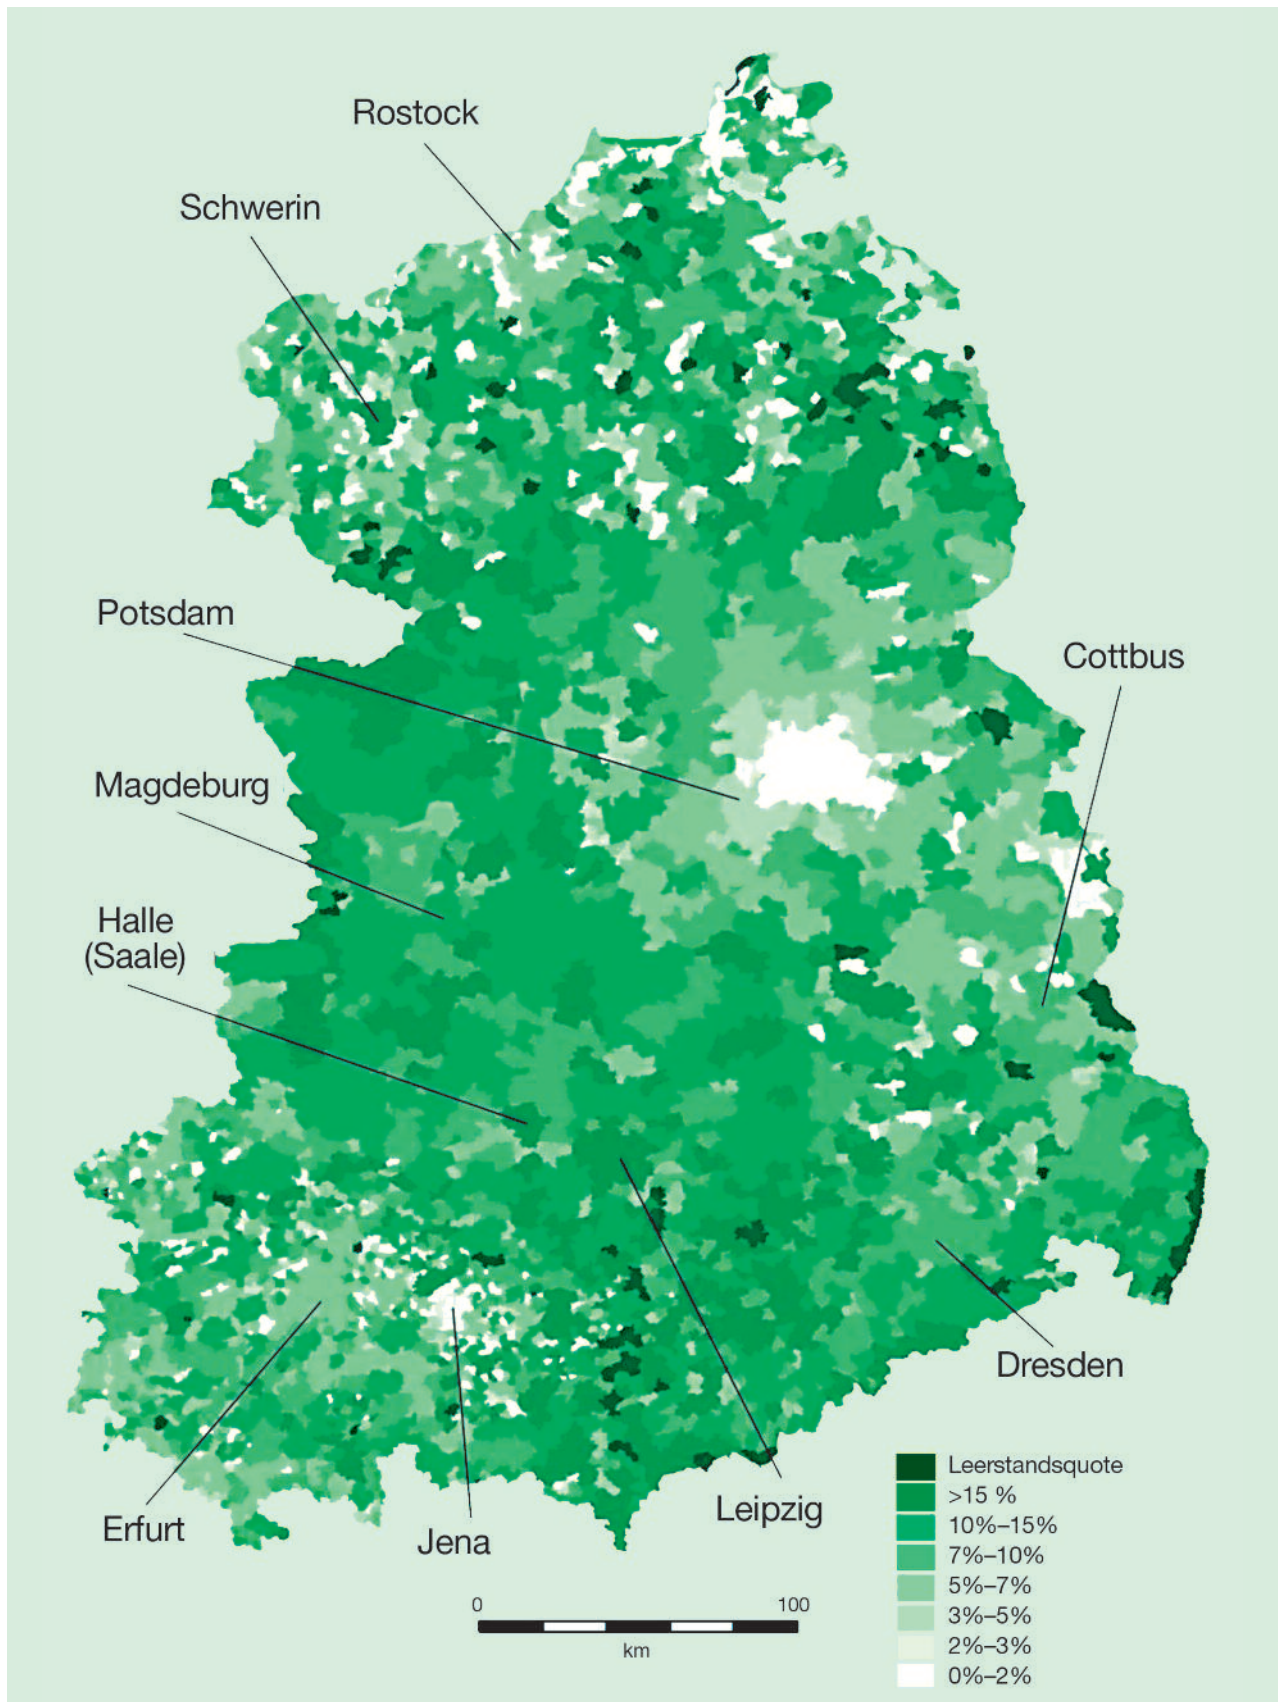 Rostock
Schwerin
Potsdam
Cottbus
Magdeburg
Halle
(Saale)
Dresden
Leipzig
Erfurt
Jena
Leerstandsquote
>15 %
10%–15%
7%–10%
5%–7%
3%–5%
2%–3%
0%–2%
0 100
km